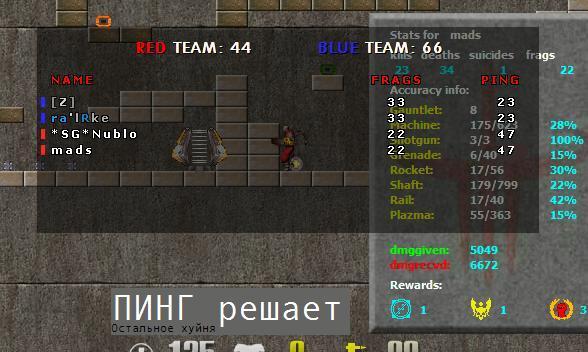 RED TEAM: 44 BLUE TEAM: 66
NAME FRAGS PING
[Z] 33 23
ra'lRke 33 23
*SG*Nublo 22 47
mads 22 47
Stats for mads
kills deaths suicides frags
23 34 1 22
Accuracy info:
Gauntlet: 8
Machine: 175/623 28%
Shotgun: 3/3 100%
Grenade: 6/40 15%
Rocket: 17/56 30%
Shaft: 179/799 22%
Rail: 17/40 42%
Plazma: 55/363 15%
dmggiven: 5049
dmgrecvd: 6672
Rewards:
1 1 3
ПИНГ решает
Остальное хуйня
125 0